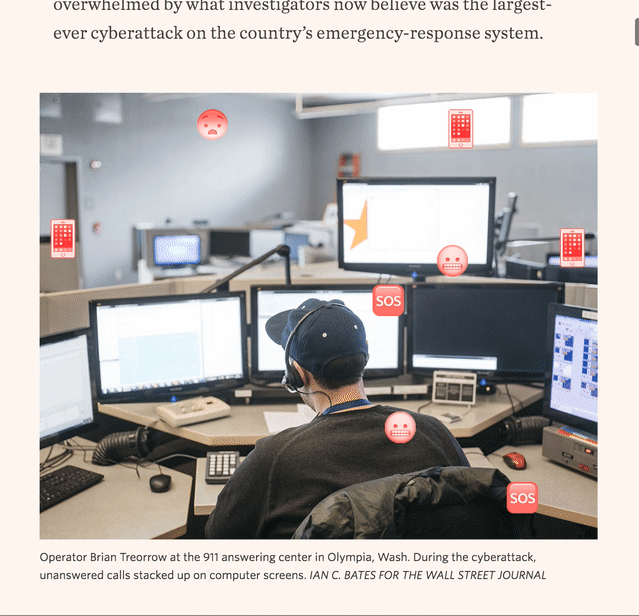 overwhelmed by what investigators now believe was the largest-
ever cyberattack on the country’s emergency-response system.
SOS
SOS
Operator Brian Treorrow at the 911 answering center in Olympia, Wash. During the cyberattack,
unanswered calls stacked up on computer screens. IAN C. BATES FOR THE WALL STREET JOURNAL